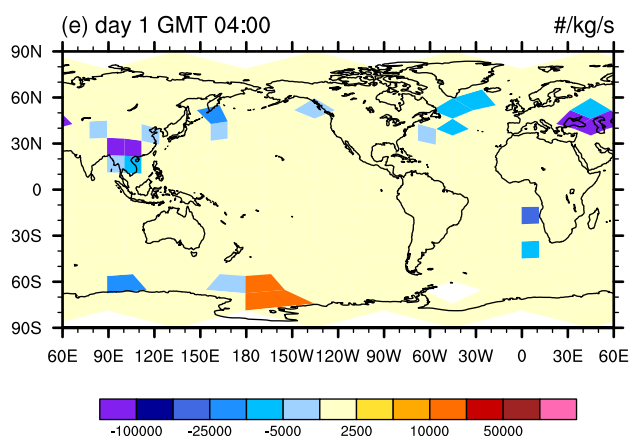 (e) day 1 GMT 04:00 #/kg/s
90N
60N
30N
0
30S
60S
90S
60E 90E 120E 150E 180 150W 120W 90W 60W 30W 0 30E 60E
-100000 -25000 -5000 2500 10000 50000